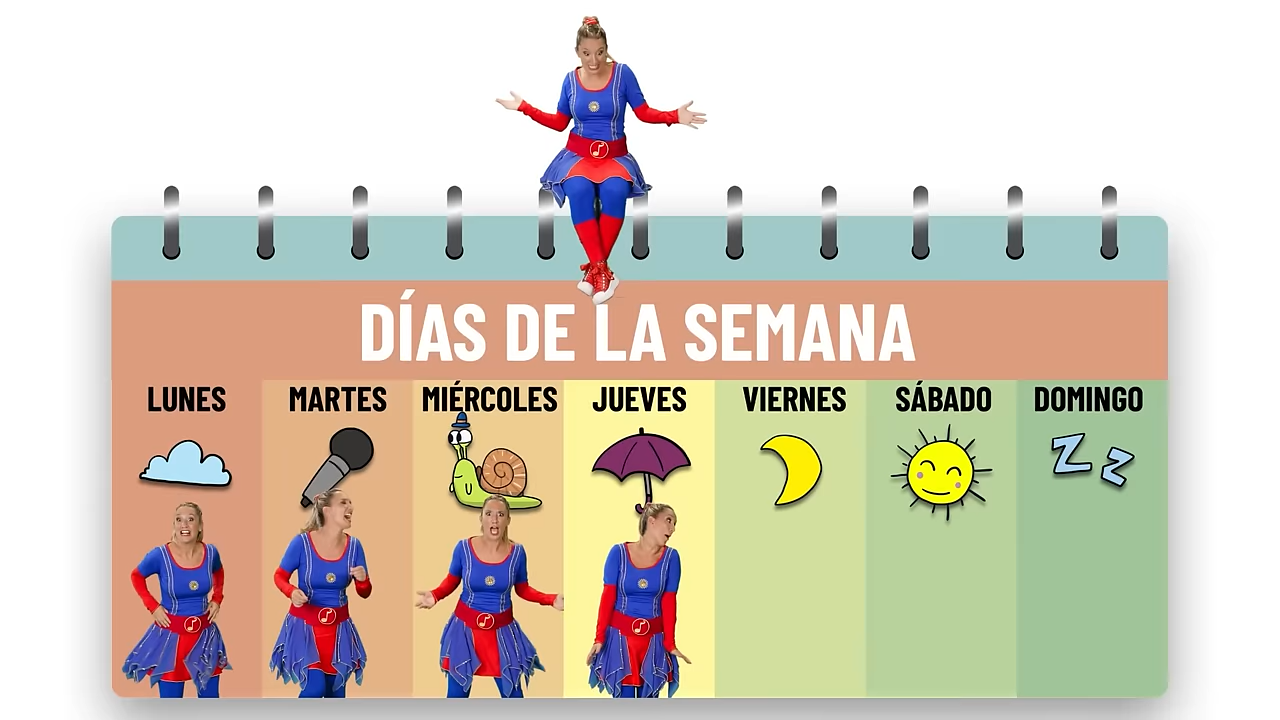 DÍAS DE LA SEMANA
LUNES MARTES MIÉRCOLES JUEVES VIERNES SÁBADO DOMINGO
Z Z